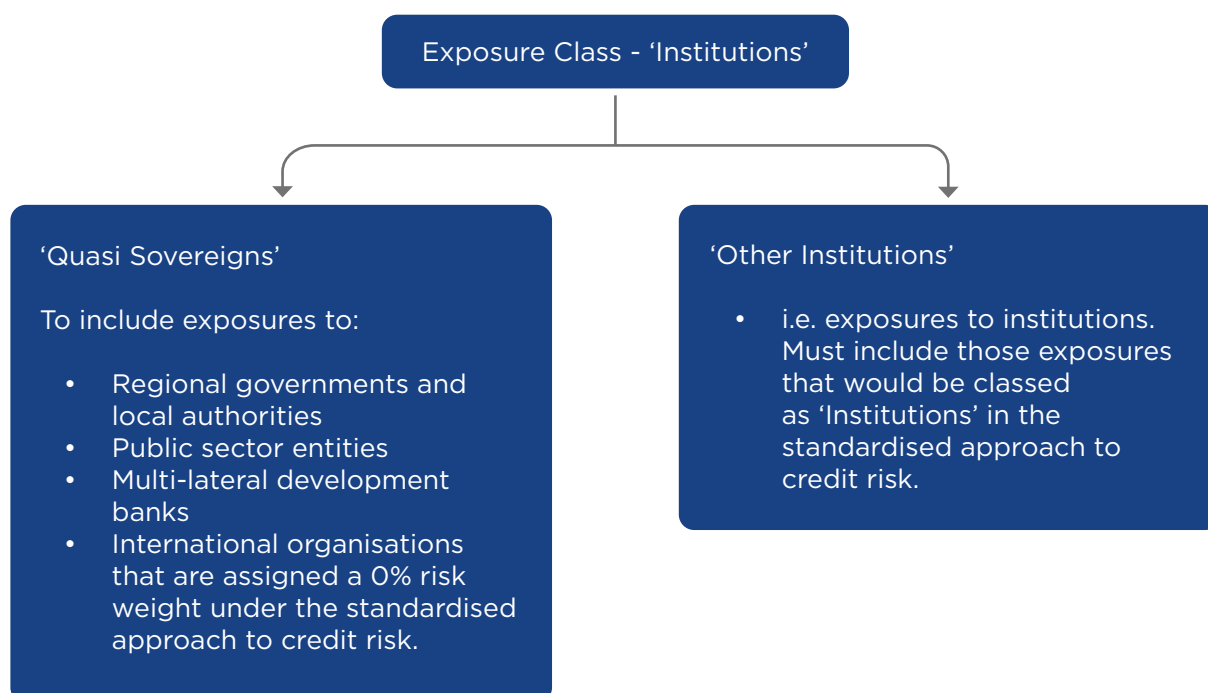 Exposure Class - ‘Institutions’
‘Quasi Sovereigns’
To include exposures to:
• Regional governments and
local authorities
• Public sector entities
• Multi-lateral development
banks
• International organisations
that are assigned a 0% risk
weight under the standardised
approach to credit risk.
‘Other Institutions’
• i.e. exposures to institutions.
Must include those exposures
that would be classed
as ‘Institutions’ in the
standardised approach to
credit risk.